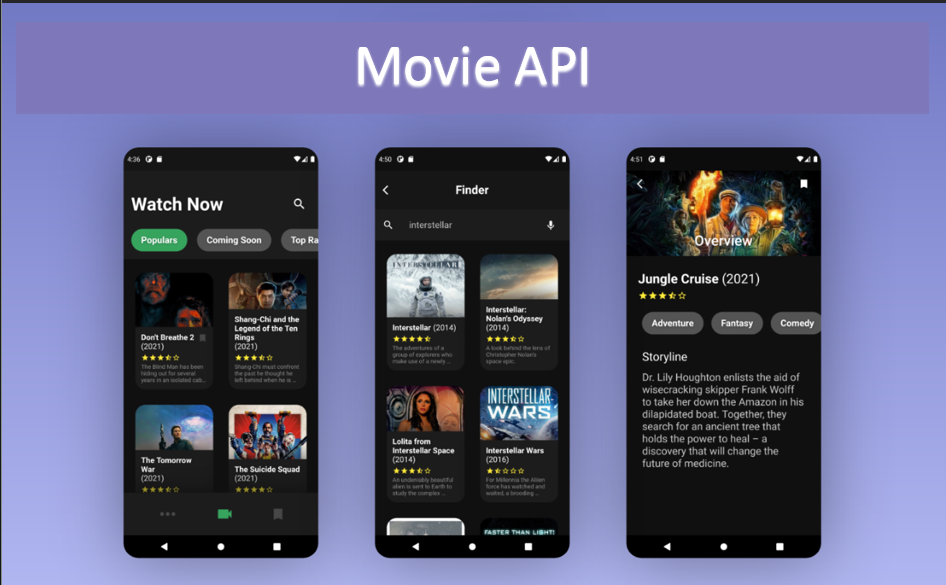 Movie API
4:36
Watch Now
Populars
Coming Soon
Top Ra
Don't Breathe 2
(2021)
The Blind Man has been
hiding out for several
years in an isolated cab...
Shang-Chi and the
Legend of the Ten
Rings
(2021)
Shang-Chi must confront
the past he thought he
left behind when he is ...
The Tomorrow
War
(2021)
The Suicide Squad
(2021)
4:50
Finder
interstellar
INTERSTELLAR
Interstellar (2014)
The adventures of a
group of explorers who
make use of a newly ...
Interstellar:
Nolan's Odyssey
(2014)
A look behind the lens of
Christopher Nolan's
space epic.
Lolita from
Interstellar Space
(2014)
An undeniably beautiful
alien is sent to Earth to
study the complex ...
INTERSTELLAR
WARS
Interstellar Wars
(2016)
For Millennia the Alien
force has watched and
waited, a brooding ...
FASTER THAN LIGHT!
4:51
Overview
Jungle Cruise (2021)
Adventure
Fantasy
Comedy
Storyline
Dr. Lily Houghton enlists the aid of
wisecracking skipper Frank Wolff
to take her down the Amazon in his
dilapidated boat. Together, they
search for an ancient tree that
holds the power to heal – a
discovery that will change the
future of medicine.